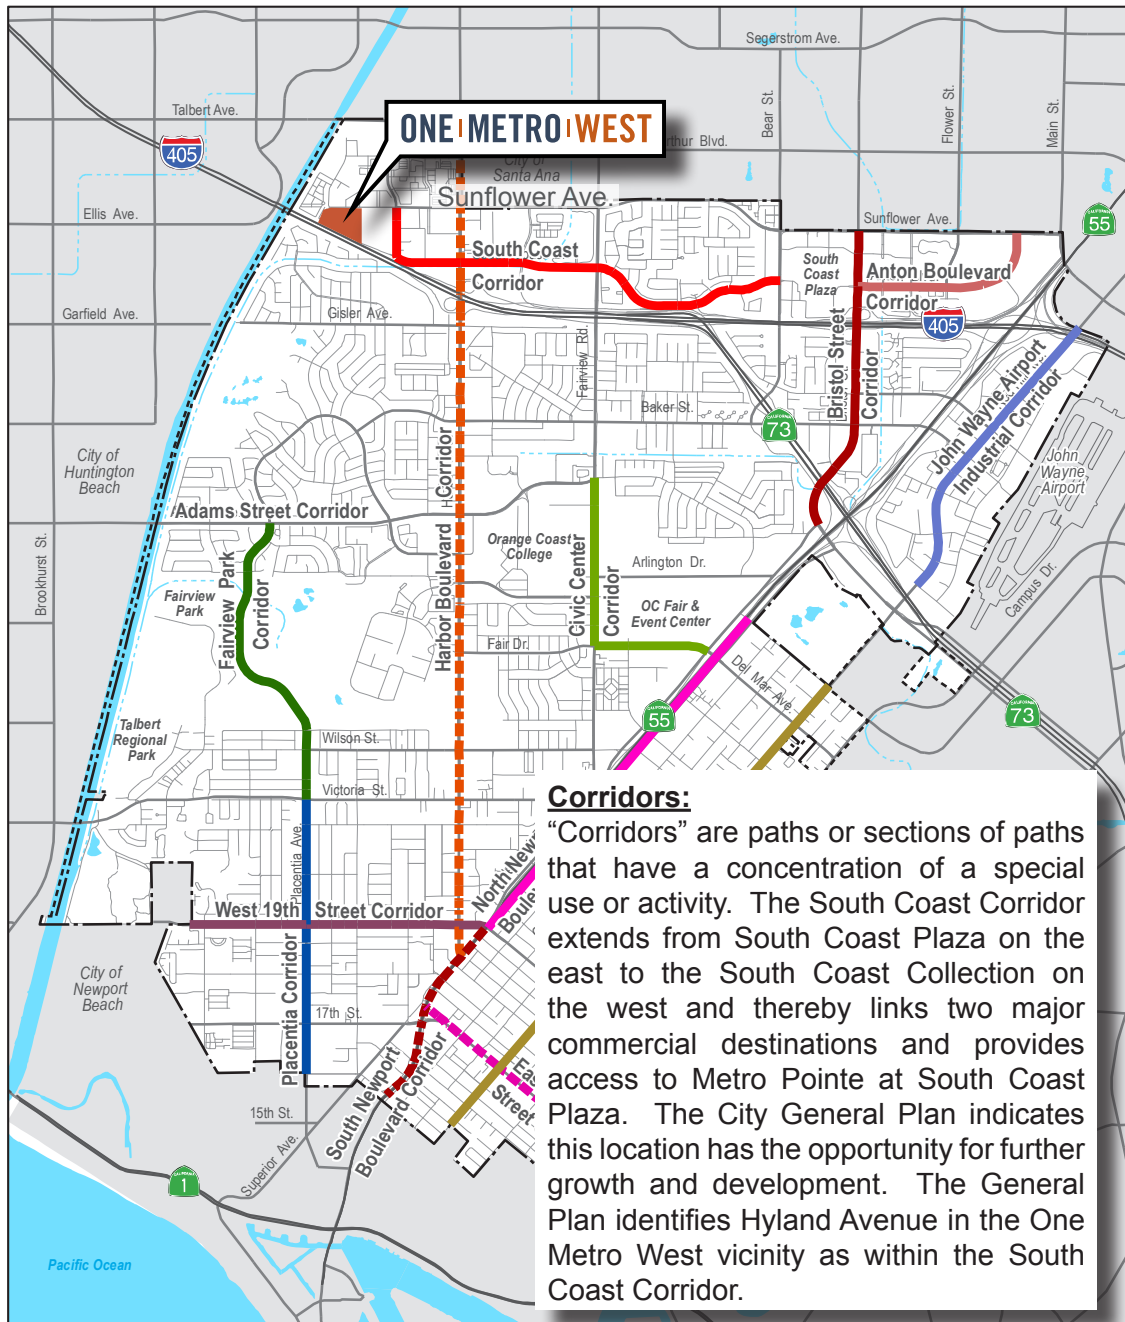 Segerstrom Ave.
Talbert Ave.
Bear St.
Flower St.
Main St.
ONE METRO WEST
rthur Blvd.
405
City of
Santa Ana
Sunflower Ave.
Ellis Ave.
Sunflower Ave.
CALIFORNIA
55
South Coast
Corridor
South
Coast
Plaza
Anton Boulevard
Corridor
Garfield Ave.
Gisler Ave.
405
Fairview Rd.
Bristol Street
Corridor
John Wayne Airport
Industrial Corridor
Baker St.
CALIFORNIA
73
City of
Huntington
Beach
John
Wayne
Airport
Adams Street Corridor
Harbor Boulevard
Corridor
Orange Coast
College
Arlington Dr.
Brookhurst St.
Fairview
Park
Fairview Park
Corridor
Civic Center
Corridor
OC Fair &
Event Center
Campus Dr.
Fair Dr.
Del Mar Ave.
CALIFORNIA
55
CALIFORNIA
73
Talbert
Regional
Park
Wilson St.
Victoria St.
Placentia Ave.
North New
Boule
West 19th Street Corridor
City of
Newport
Beach
Placentia Corridor
17th St.
South Newport
Boulevard Corridor
Eas
Street
15th St.
Superior Ave.
CALIFORNIA
1
Pacific Ocean
Corridors:
“Corridors” are paths or sections of paths
that have a concentration of a special
use or activity. The South Coast Corridor
extends from South Coast Plaza on the
east to the South Coast Collection on
the west and thereby links two major
commercial destinations and provides
access to Metro Pointe at South Coast
Plaza. The City General Plan indicates
this location has the opportunity for further
growth and development. The General
Plan identifies Hyland Avenue in the One
Metro West vicinity as within the South
Coast Corridor.